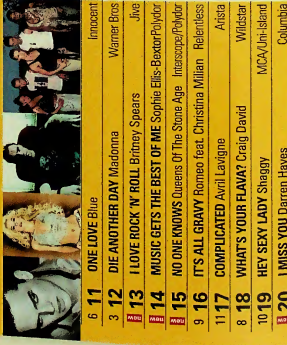 6 11 ONE LOVE Blue Innocent
3 12 DIE ANOTHER DAY Madonna Warner Bros
new 13 I LOVE ROCK 'N' ROLL Britney Spears Jive
new 14 MUSIC GETS THE BEST OF ME Sophie Ellis-Bextor Polydor
new 15 NO ONE KNOWS Queens Of The Stone Age Interscope/Polydor
9 16 IT'S ALL GRAVY Romeo feat. Christina Milian Relentless
11 17 COMPLICATED Avril Lavigne Arista
8 18 WHAT'S YOUR FLAVA? Craig David Wildstar
10 19 HEY SEXY LADY Shaggy MCA/Uni-Island
new 20 I MISS YOU Darren Hayes Columbia